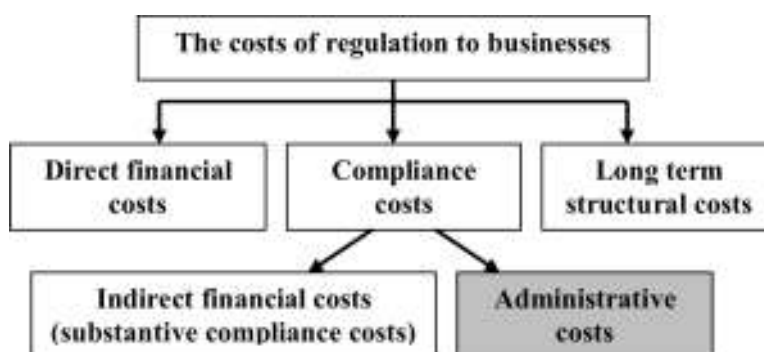 The costs of regulation to businesses
Direct financial
costs
Compliance
costs
Long term
structural costs
Indirect financial costs
(substantive compliance costs)
Administrative
costs